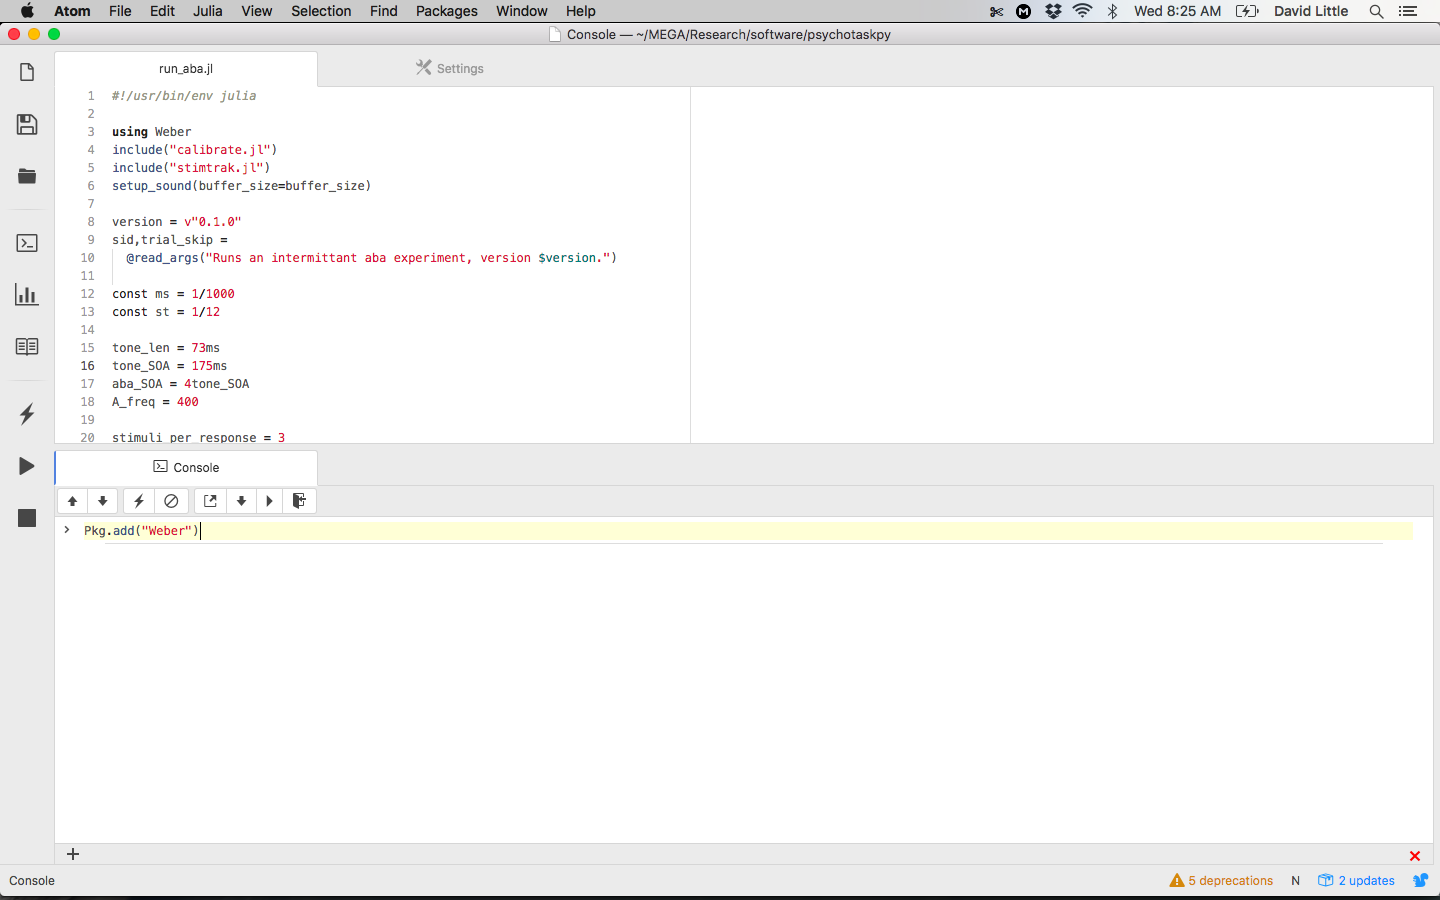 Atom File Edit Julia View Selection Find Packages Window Help Wed 8:25 AM David Little
Console — ~/MEGA/Research/software/psychotaskpy
run_aba.jl Settings
1 #!/usr/bin/env julia
2
3 using Weber
4 include("calibrate.jl")
5 include("stimtrak.jl")
6 setup_sound(buffer_size=buffer_size)
7
8 version = v"0.1.0"
9 sid,trial_skip =
10 @read_args("Runs an intermittant aba experiment, version $version.")
11
12 const ms = 1/1000
13 const st = 1/12
14
15 tone_len = 73ms
16 tone_SOA = 175ms
17 aba_SOA = 4tone_SOA
18 A_freq = 400
19
20 stimuli_per_response = 3
Console
> Pkg.add("Weber")
Console 5 deprecations N 2 updates